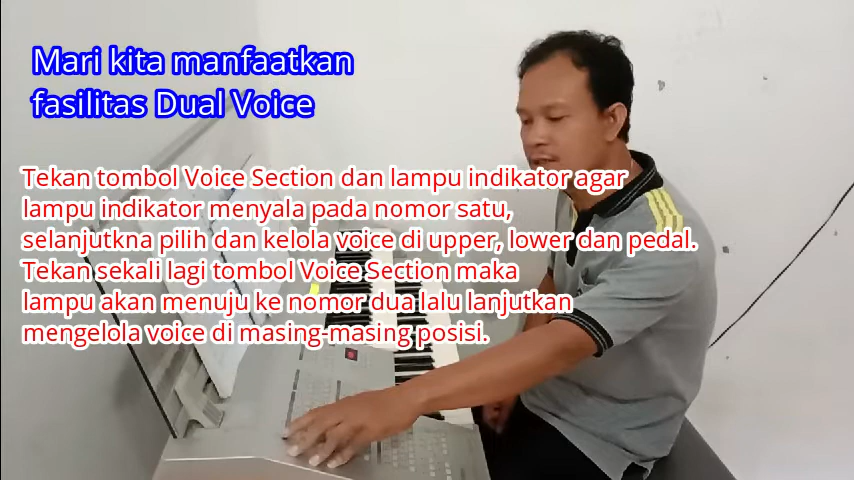 Mari kita manfaatkan
fasilitas Dual Voice
Tekan tombol Voice Section dan lampu indikator agar
lampu indikator menyala pada nomor satu,
selanjutkna pilih dan kelola voice di upper, lower dan pedal.
Tekan sekali lagi tombol Voice Section maka
lampu akan menuju ke nomor dua lalu lanjutkan
mengelola voice di masing-masing posisi.